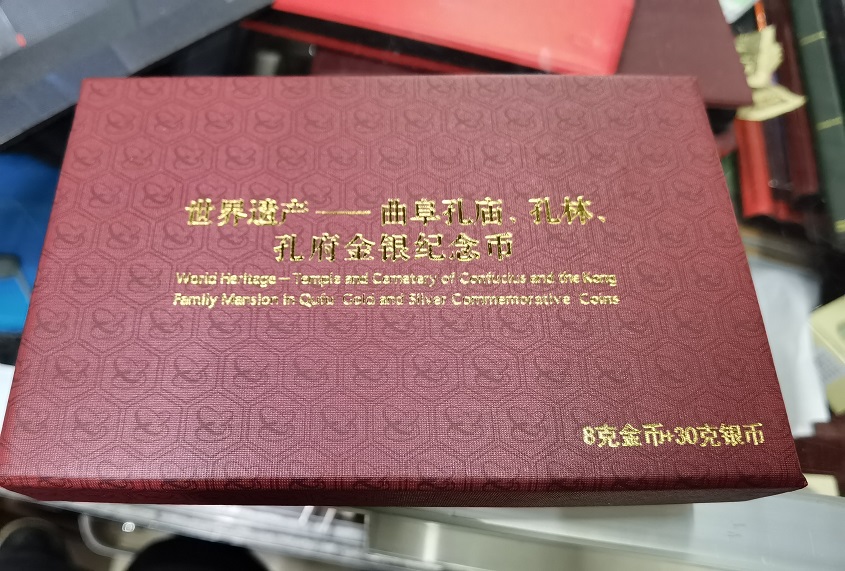 世界遗产——曲阜孔庙、孔林、
孔府金银纪念币
World Heritage—Temple and Cemetery of Confucius and the Kong
Family Mansion in Qufu Gold and Silver Commemorative Coins
8克金币+30克银币